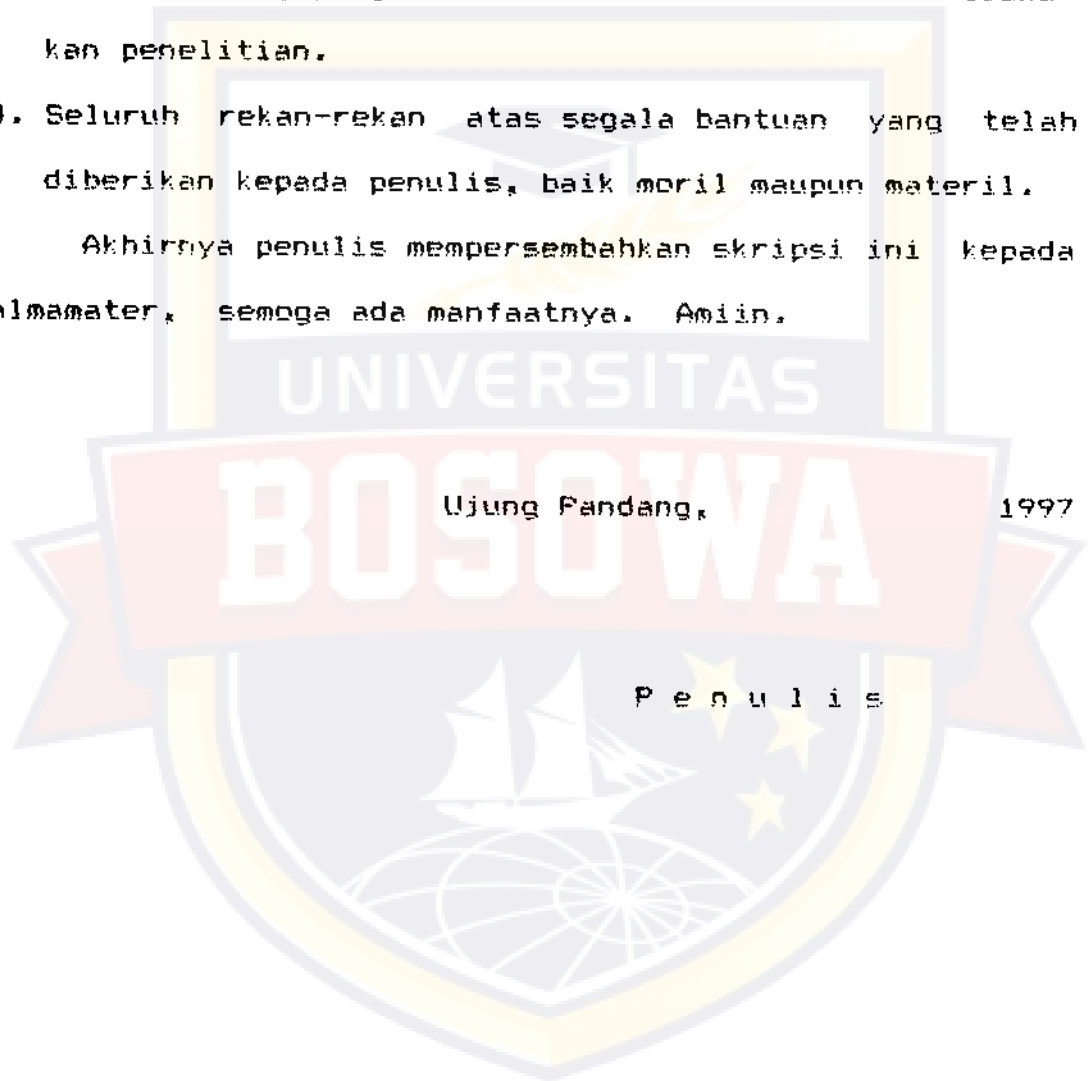 kan penelitian.
. Seluruh rekan-rekan atas segala bantuan yang telah
diberikan kepada penulis, baik moril maupun materil.
Akhirnya penulis mempersembahkan skripsi ini kepada
almamater, semoga ada manfaatnya. Amiin.
UNIVERSITAS
BOSOWA
Ujung Pandang, 1997
P e n u l i s